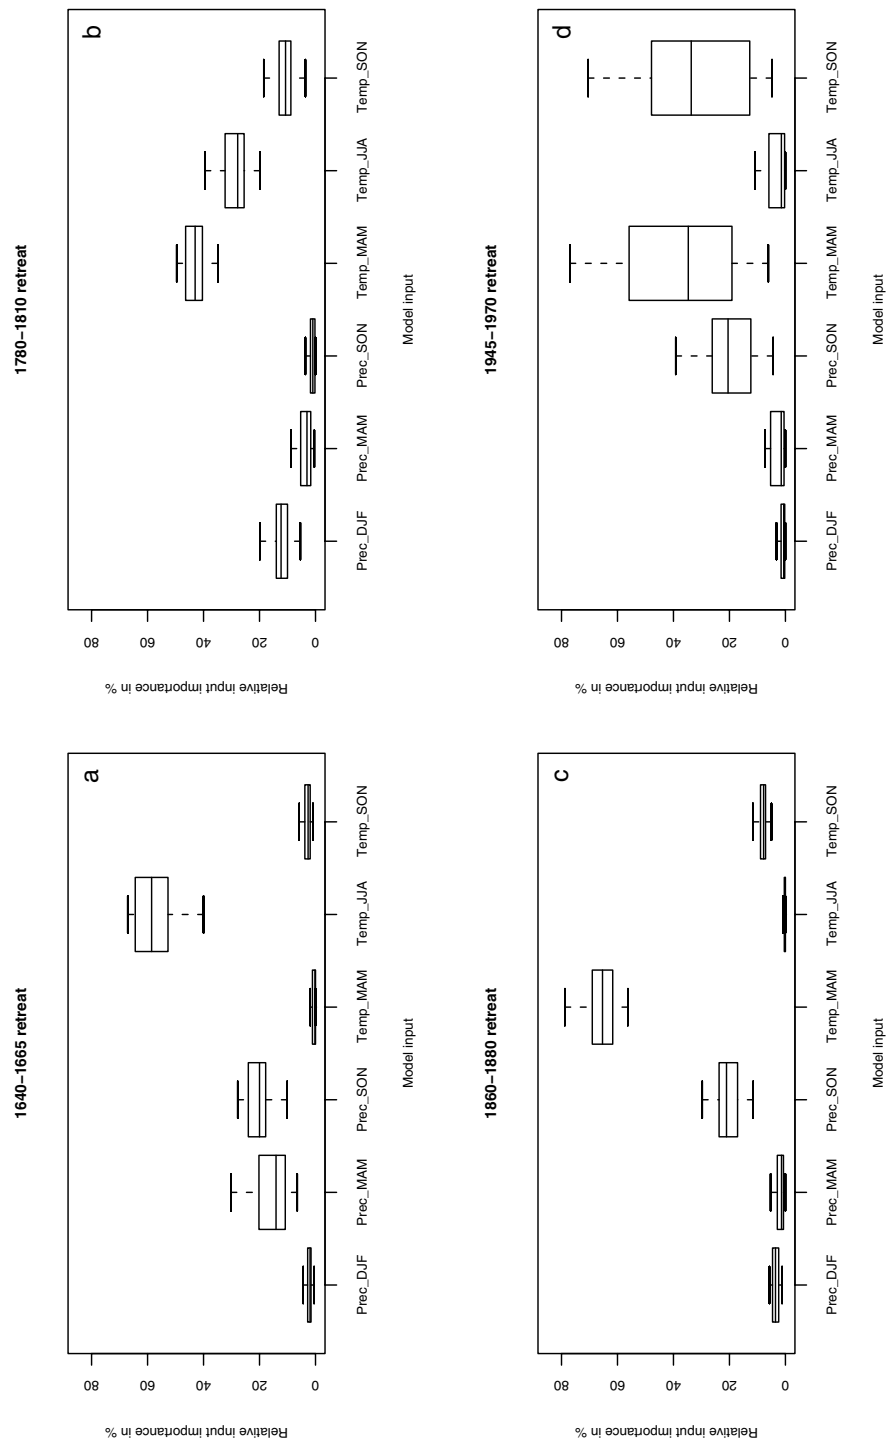 1640−1665 retreat
a
Relative input importance in %
0
20
40
60
80
Prec_DJF
Prec_MAM
Prec_SON
Temp_MAM
Temp_JJA
Temp_SON
Model input
1780−1810 retreat
b
Relative input importance in %
0
20
40
60
80
Prec_DJF
Prec_MAM
Prec_SON
Temp_MAM
Temp_JJA
Temp_SON
Model input
1860−1880 retreat
c
Relative input importance in %
0
20
40
60
80
Prec_DJF
Prec_MAM
Prec_SON
Temp_MAM
Temp_JJA
Temp_SON
Model input
1945−1970 retreat
d
Relative input importance in %
0
20
40
60
80
Prec_DJF
Prec_MAM
Prec_SON
Temp_MAM
Temp_JJA
Temp_SON
Model input